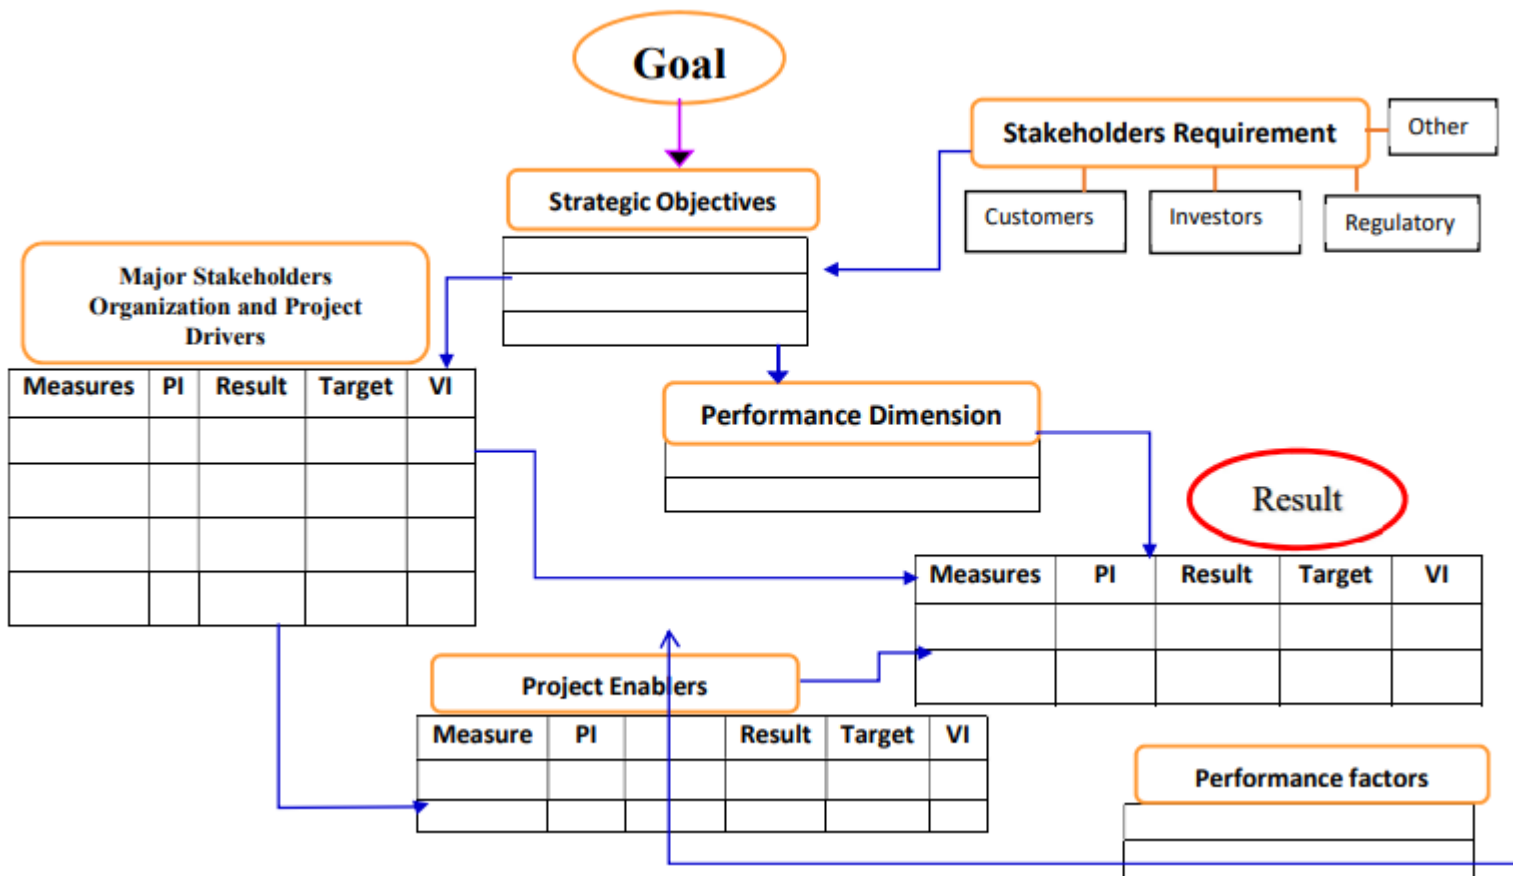 Goal
Stakeholders Requirement
Other
Customers
Investors
Regulatory
Strategic Objectives
Major Stakeholders
Organization and Project
Drivers
Measures PI Result Target VI
Performance Dimension
Result
Measures PI Result Target VI
Project Enablers
Measure PI Result Target VI
Performance factors